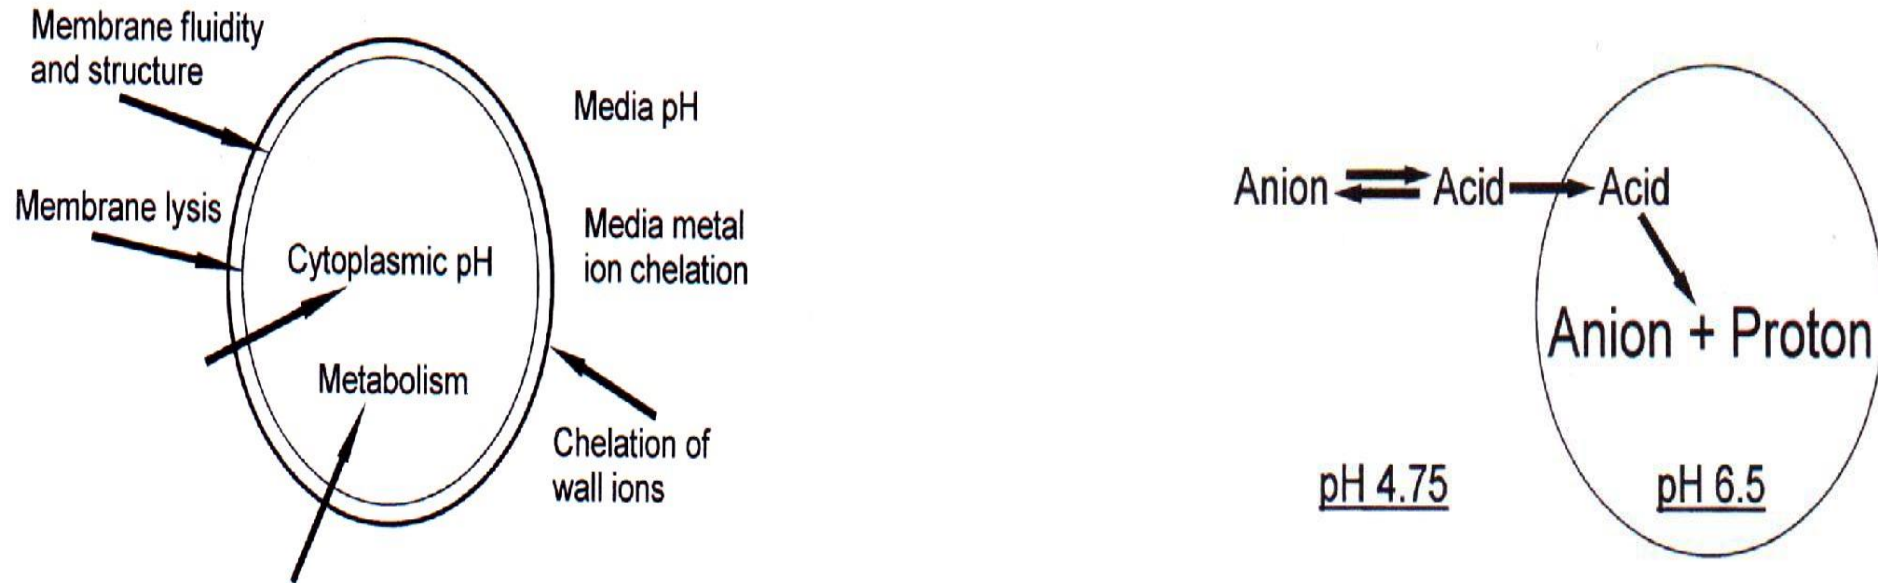 Membrane fluidity
and structure
Media pH
Membrane lysis
Media metal
ion chelation
Cytoplasmic pH
Metabolism
Chelation of
wall ions
Anion
Acid
Acid
Anion + Proton
pH 4.75
pH 6.5